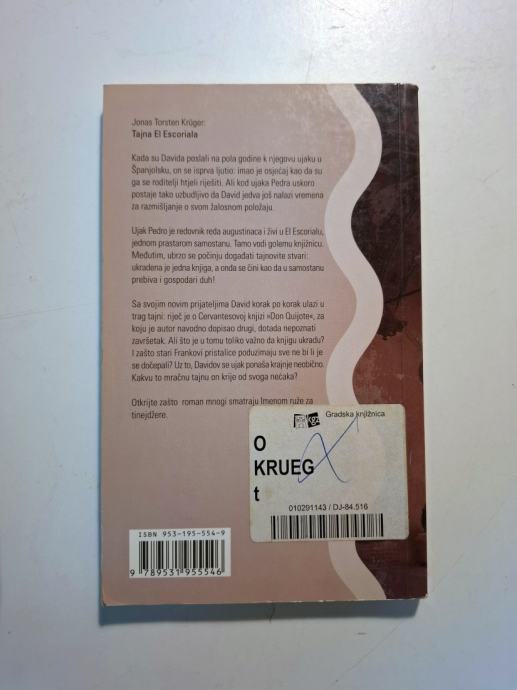 Jonas Torsten Krüger:
Tajna El Escoriala
Kada su Davida poslali na pola godine k njegovu ujaku u
Španjolsku, on se isprva ljutio: imao je osjećaj kao da su
ga se roditelji htjeli riješiti. Ali kod ujaka Pedra uskoro
postaje tako uzbudljivo da David jedva još nalazi vremena
za razmišljanje o svom žalosnom položaju.
Ujak Pedro je redovnik reda augustinaca i živi u El Escorialu,
jednom prastarom samostanu. Tamo vodi golemu knjižnicu.
Međutim, ubrzo se počinju događati tajnovite stvari:
ukradena je jedna knjiga, a onda se čini kao da u samostanu
prebiva i gospodari duh!
Sa svojim novim prijateljima David korak po korak ulazi u
trag tajni: riječ je o Cervantesovoj knjizi »Don Quijote«, za
koju je autor navodno dopisao drugi, dotada nepoznati
završetak. Ali što je u tomu toliko važno da knjigu ukradu?
I zašto stari Frankovi pristalice poduzimaju sve ne bi li je
se dočepali? Uz to, Davidov se ujak ponaša krajnje neobično.
Kakvu to mračnu tajnu on krije od svoga nećaka?
Otkrijte zašto roman mnogi smatraju Imenom ruže za
tinejdžere.
kgz Gradska knjižnica
O
KRUEG
t
010291143 / DJ-84.516
ISBN 953-195-554-9
9 789531 955546